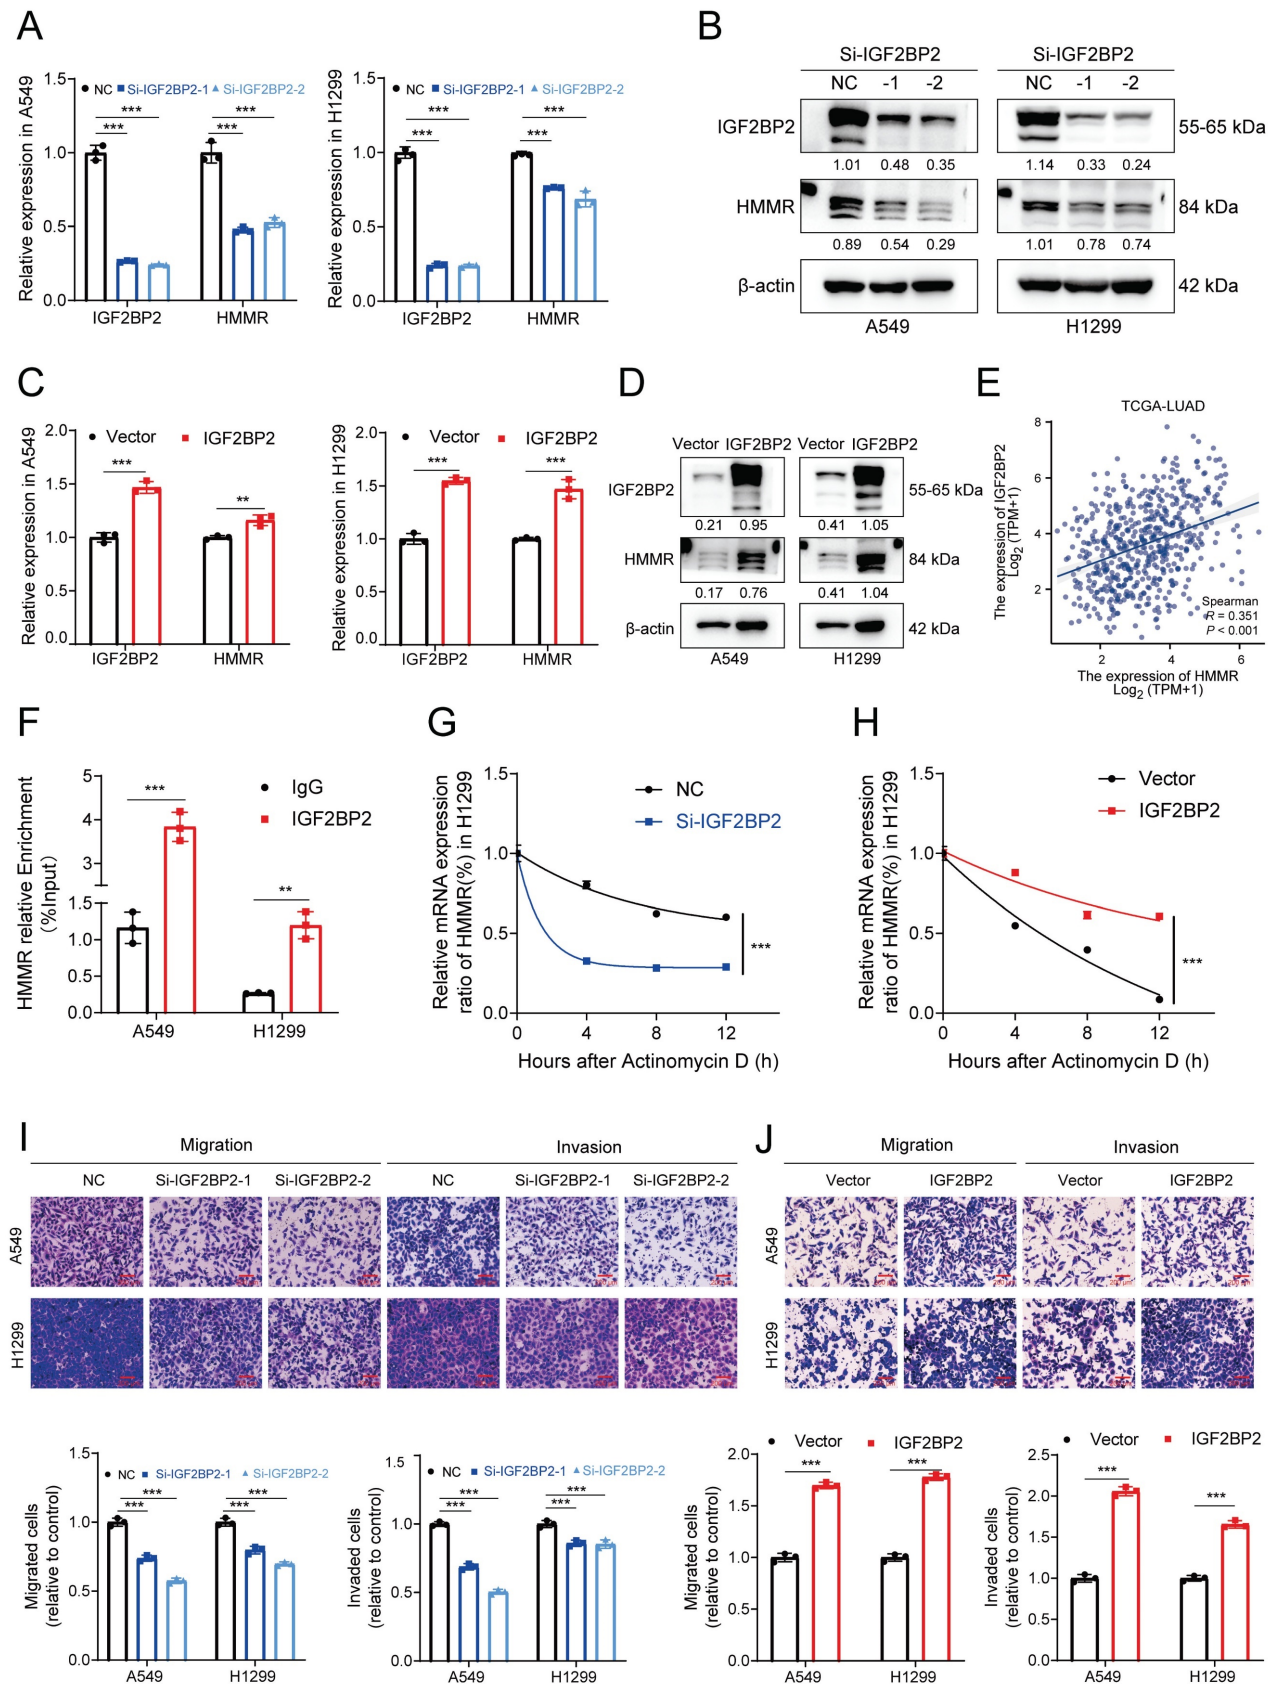 A
Relative expression in A549
1.5
1.0
0.5
0.0
NC Si-IGF2BP2-1 Si-IGF2BP2-2
*** *** *** ***
IGF2BP2 HMMR
Relative expression in H1299
1.5
1.0
0.5
0.0
NC Si-IGF2BP2-1 Si-IGF2BP2-2
*** *** *** ***
IGF2BP2 HMMR
B
Si-IGF2BP2 Si-IGF2BP2
NC -1 -2 NC -1 -2
IGF2BP2 55-65 kDa
1.01 0.48 0.35 1.14 0.33 0.24
HMMR 84 kDa
0.89 0.54 0.29 1.01 0.78 0.74
β-actin 42 kDa
A549 H1299
C
Relative expression in A549
2.0
1.5
1.0
0.5
0.0
Vector IGF2BP2
*** **
IGF2BP2 HMMR
Relative expression in H1299
2.0
1.5
1.0
0.5
0.0
Vector IGF2BP2
*** ***
IGF2BP2 HMMR
D
Vector IGF2BP2 Vector IGF2BP2
IGF2BP2 55-65 kDa
0.21 0.95 0.41 1.05
HMMR 84 kDa
0.17 0.76 0.41 1.04
β-actin 42 kDa
A549 H1299
E
TCGA-LUAD
The expression of IGF2BP2
Log2 (TPM+1)
8
6
4
2
Spearman
R = 0.351
P < 0.001
2 4 6
The expression of HMMR
Log2 (TPM+1)
F
HMMR relative Enrichment
(%Input)
5
4
3
1.5
1.0
0.5
0.0
IgG
IGF2BP2
*** **
A549 H1299
G
Relative mRNA expression
ratio of HMMR(%) in H1299
1.5
1.0
0.5
0.0
NC
Si-IGF2BP2
***
0 4 8 12
Hours after Actinomycin D (h)
H
Relative mRNA expression
ratio of HMMR(%) in H1299
1.5
1.0
0.5
0.0
Vector
IGF2BP2
***
0 4 8 12
Hours after Actinomycin D (h)
I
Migration Invasion
NC Si-IGF2BP2-1 Si-IGF2BP2-2 NC Si-IGF2BP2-1 Si-IGF2BP2-2
A549
H1299
Migrated cells
(relative to control)
1.5
1.0
0.5
0.0
NC Si-IGF2BP2-1 Si-IGF2BP2-2
*** *** *** ***
A549 H1299
Invaded cells
(relative to control)
1.5
1.0
0.5
0.0
NC Si-IGF2BP2-1 Si-IGF2BP2-2
*** *** *** ***
A549 H1299
J
Migration Invasion
Vector IGF2BP2 Vector IGF2BP2
A549
H1299
Migrated cells
(relative to control)
2.0
1.5
1.0
0.5
0.0
Vector IGF2BP2
*** ***
A549 H1299
Invaded cells
(relative to control)
2.5
2.0
1.5
1.0
0.5
0.0
Vector IGF2BP2
*** ***
A549 H1299